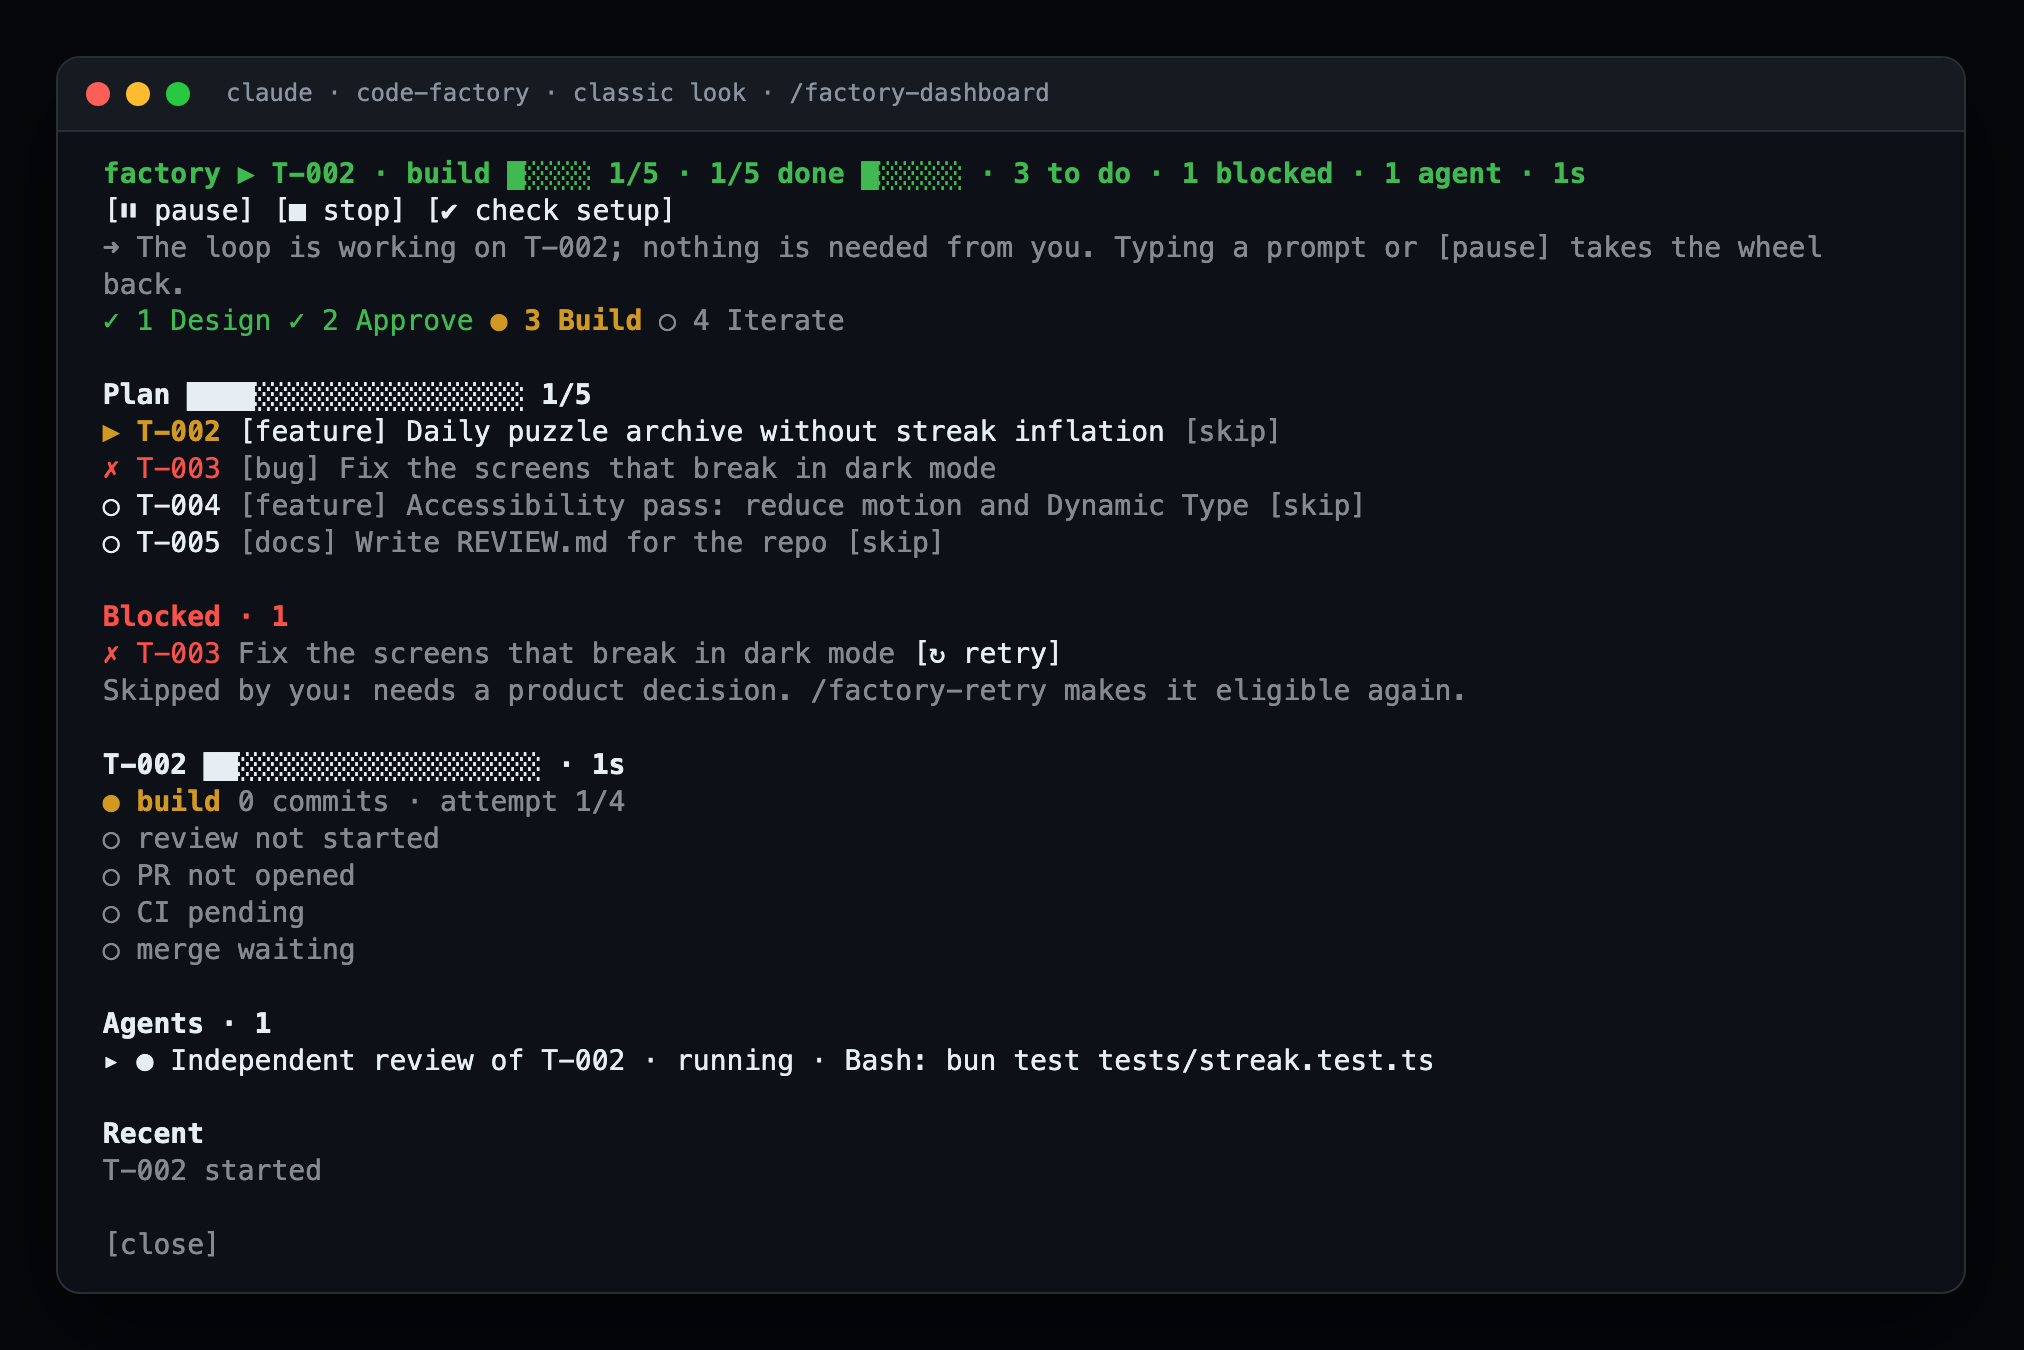 claude · code-factory · classic look · /factory-dashboard
factory ▶ T-002 · build █░░░░ 1/5 · 1/5 done █░░░░░ · 3 to do · 1 blocked · 1 agent · 1s
[⏸ pause] [■ stop] [✔ check setup]
➜ The loop is working on T-002; nothing is needed from you. Typing a prompt or [pause] takes the wheel
back.
✓ 1 Design ✓ 2 Approve ● 3 Build ○ 4 Iterate
Plan ████░░░░░░░░░░░░░░░░ 1/5
▶ T-002 [feature] Daily puzzle archive without streak inflation [skip]
✗ T-003 [bug] Fix the screens that break in dark mode
○ T-004 [feature] Accessibility pass: reduce motion and Dynamic Type [skip]
○ T-005 [docs] Write REVIEW.md for the repo [skip]
Blocked · 1
✗ T-003 Fix the screens that break in dark mode [↻ retry]
Skipped by you: needs a product decision. /factory-retry makes it eligible again.
T-002 ██░░░░░░░░░░░░░░░░░░ · 1s
● build 0 commits · attempt 1/4
○ review not started
○ PR not opened
○ CI pending
○ merge waiting
Agents · 1
▸ ● Independent review of T-002 · running · Bash: bun test tests/streak.test.ts
Recent
T-002 started
[close]